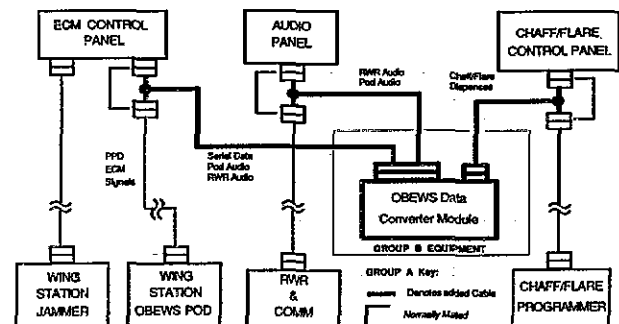 ECM CONTROL
PANEL
AUDIO
PANEL
CHAFF/FLARE
CONTROL PANEL
RWR Audio
Pod Audio
Chaff/Flare
Dispences
PPD
ECM
Signals
Serial Data
Pod Audio
RWR Audio
OBEWS Data
Converter Module
GROUP B EQUIPMENT
GROUP A Key:
Denotes added Cable
Normally Mated
WING
STATION
JAMMER
WING
STATION
OBEWS POD
RWR
&
COMM
CHAFF/FLARE
PROGRAMMER